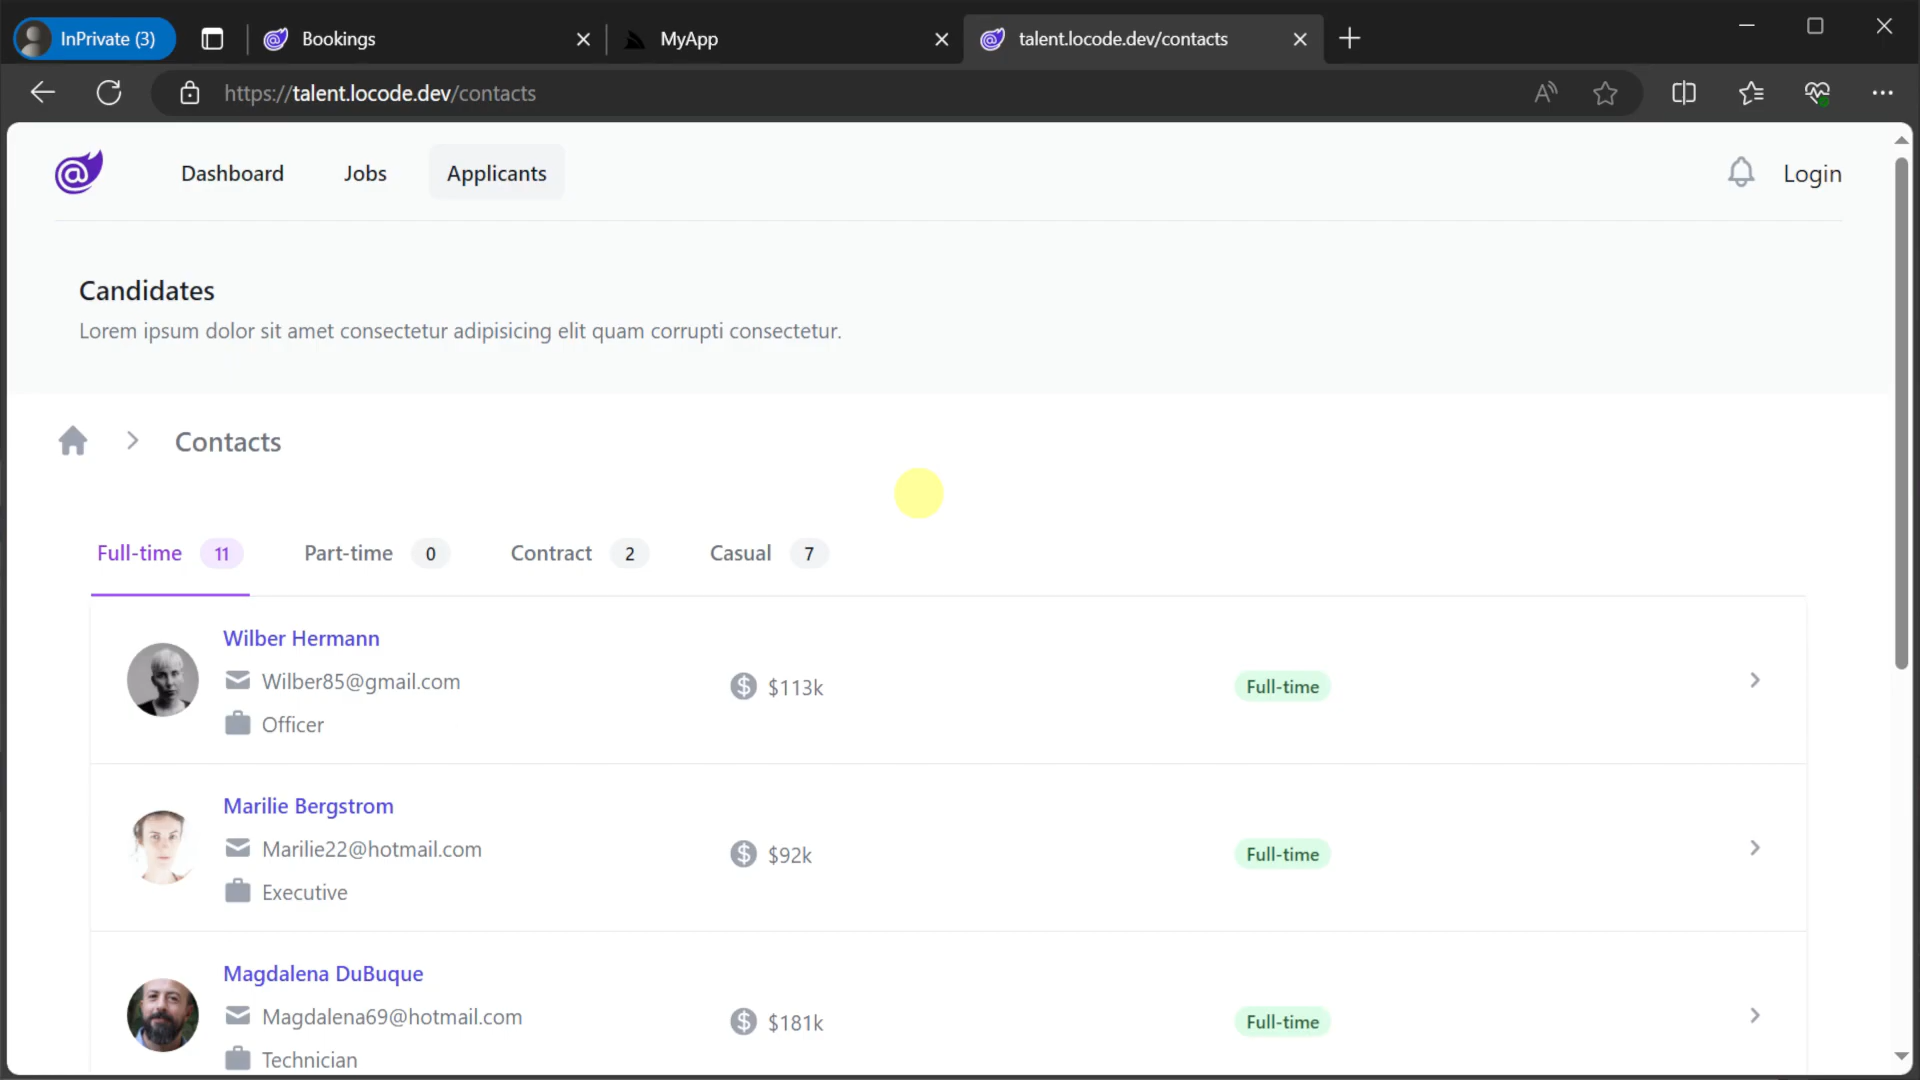 InPrivate (3)
Bookings
MyApp
talent.locode.dev/contacts
https://talent.locode.dev/contacts
Dashboard
Jobs
Applicants
Login
Candidates
Lorem ipsum dolor sit amet consectetur adipisicing elit quam corrupti consectetur.
Contacts
Full-time 11
Part-time 0
Contract 2
Casual 7
Wilber Hermann
Wilber85@gmail.com
Officer
$113k
Full-time
Marilie Bergstrom
Marilie22@hotmail.com
Executive
$92k
Full-time
Magdalena DuBuque
Magdalena69@hotmail.com
Technician
$181k
Full-time